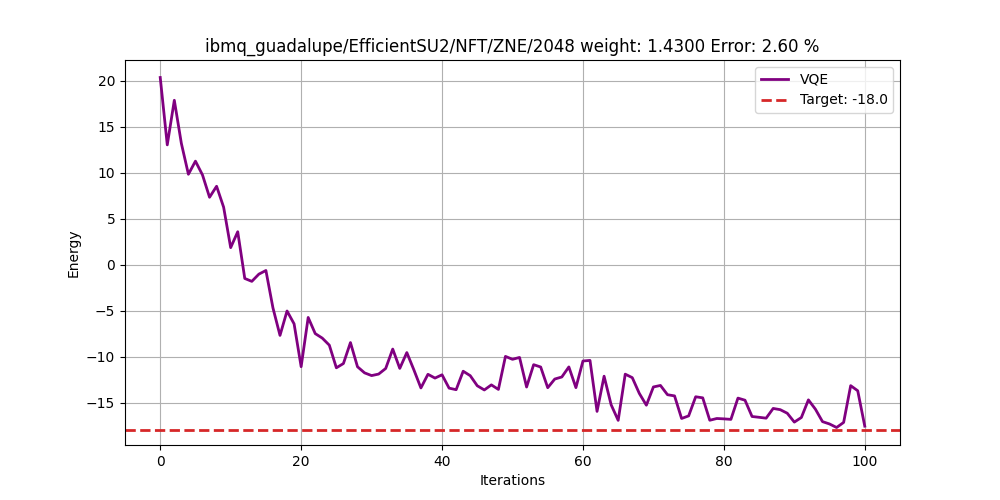 ibmq_guadalupe/EfficientSU2/NFT/ZNE/2048 weight: 1.4300 Error: 2.60 %
VQE
Target: -18.0
20
15
10
5
0
−5
−10
−15
Energy
0 20 40 60 80 100
Iterations